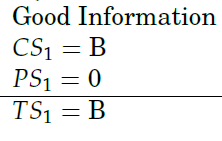 Good Information
CS₁ = B
PS₁ = 0
TS₁ = B